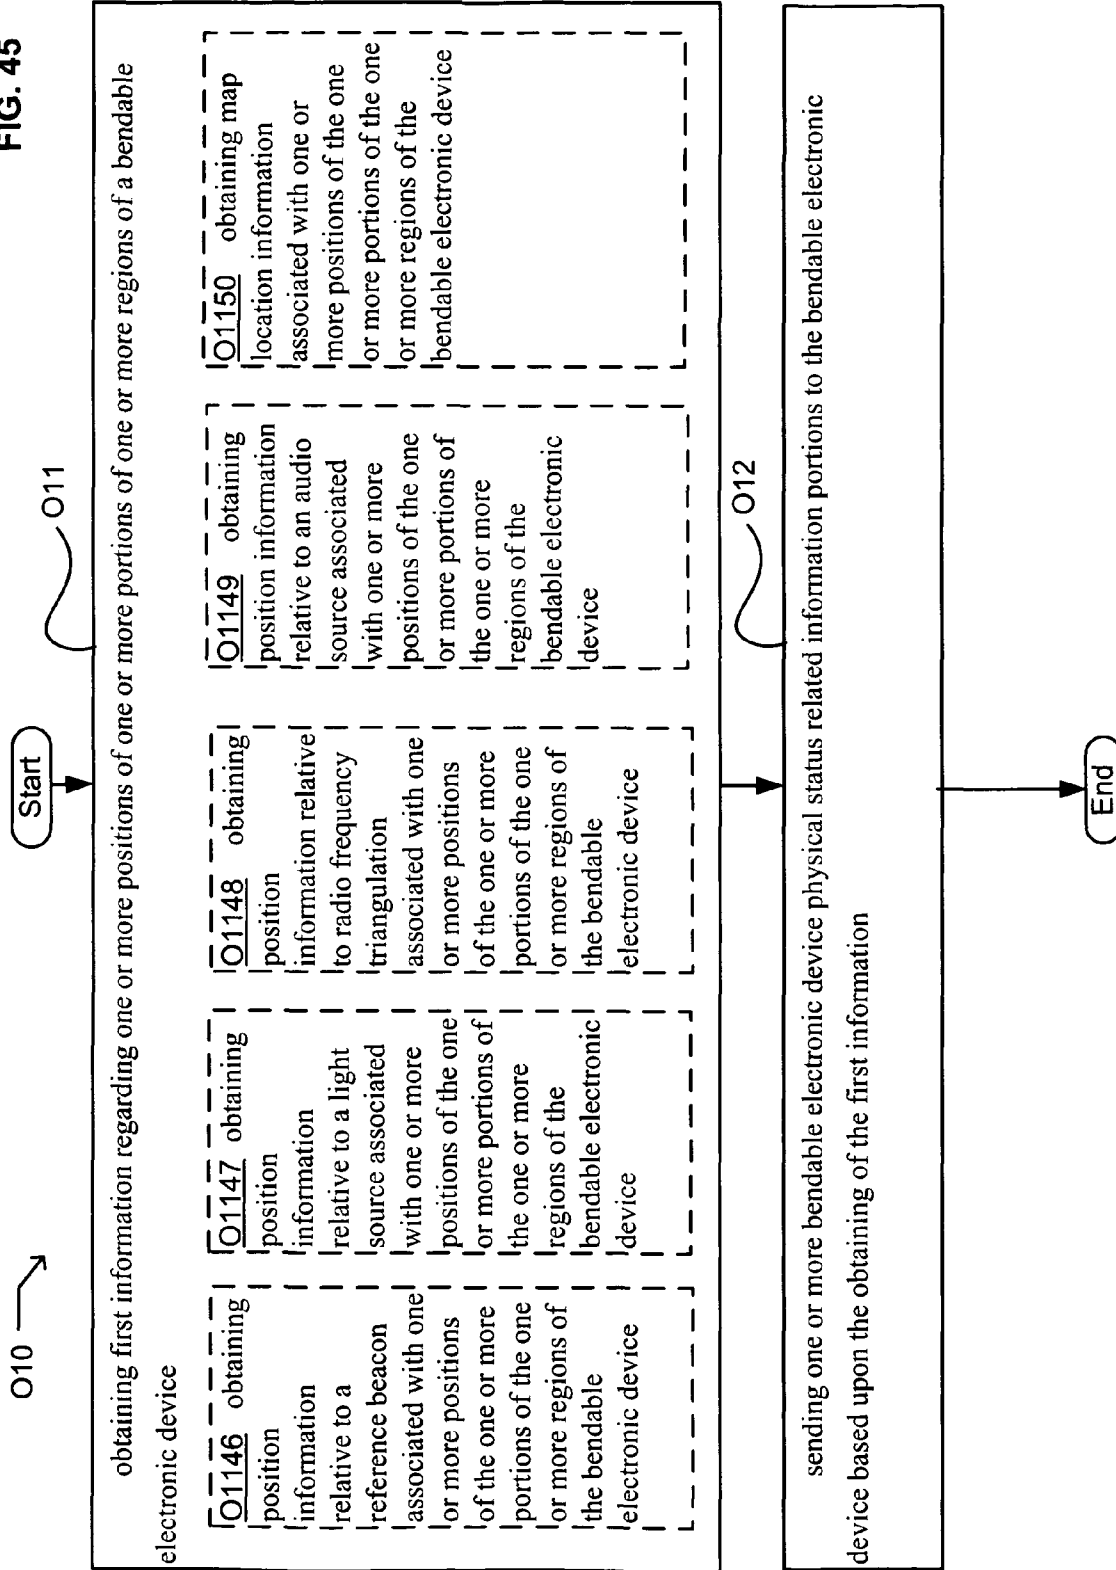 FIG. 45
O10
Start
O11
obtaining first information regarding one or more positions of one or more portions of one or more regions of a bendable
electronic device
O1146 obtaining
position
information
relative to a
reference beacon
associated with one
or more positions
of the one or more
portions of the one
or more regions of
the bendable
electronic device
O1147 obtaining
position
information
relative to a light
source associated
with one or more
positions of the one
or more portions of
the one or more
regions of the
bendable electronic
device
O1148 obtaining
position
information relative
to radio frequency
triangulation
associated with one
or more positions
of the one or more
portions of the one
or more regions of
the bendable
electronic device
O1149 obtaining
position information
relative to an audio
source associated
with one or more
positions of the one
or more portions of
the one or more
regions of the
bendable electronic
device
O1150 obtaining map
location information
associated with one or
more positions of the one
or more portions of the one
or more regions of the
bendable electronic device
O12
sending one or more bendable electronic device physical status related information portions to the bendable electronic
device based upon the obtaining of the first information
End